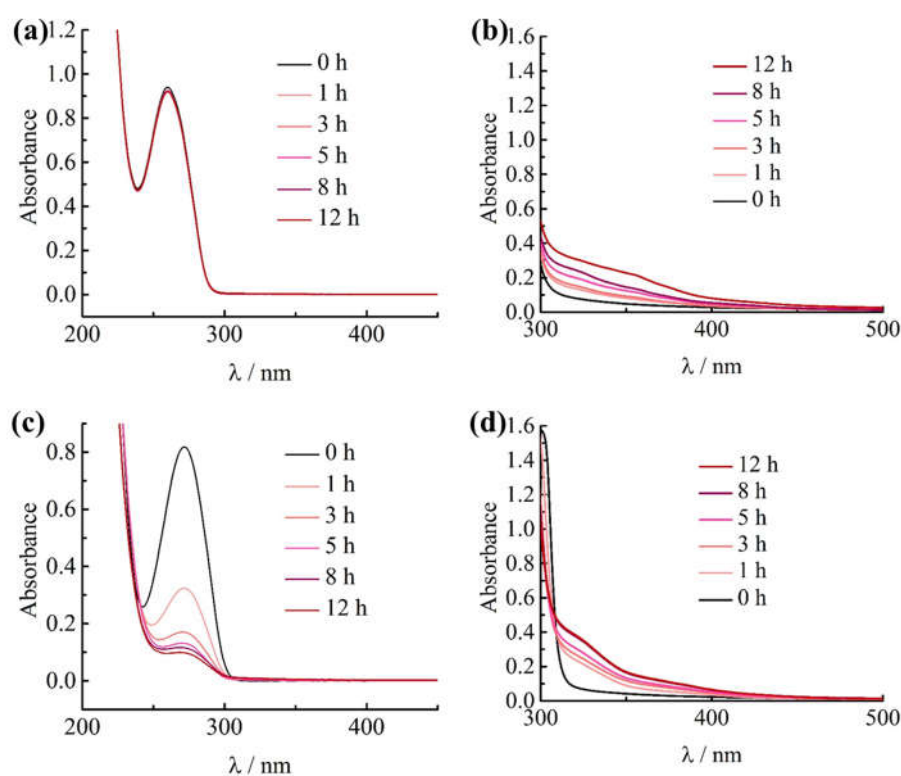 (a)
Absorbance
1.2
1.0
0.8
0.6
0.4
0.2
0.0
200
300
400
λ / nm
0 h
1 h
3 h
5 h
8 h
12 h
(b)
Absorbance
1.6
1.4
1.2
1.0
0.8
0.6
0.4
0.2
0.0
300
400
500
λ / nm
12 h
8 h
5 h
3 h
1 h
0 h
(c)
Absorbance
0.8
0.6
0.4
0.2
0.0
200
300
400
λ / nm
0 h
1 h
3 h
5 h
8 h
12 h
(d)
Absorbance
1.6
1.4
1.2
1.0
0.8
0.6
0.4
0.2
0.0
300
400
500
λ / nm
12 h
8 h
5 h
3 h
1 h
0 h